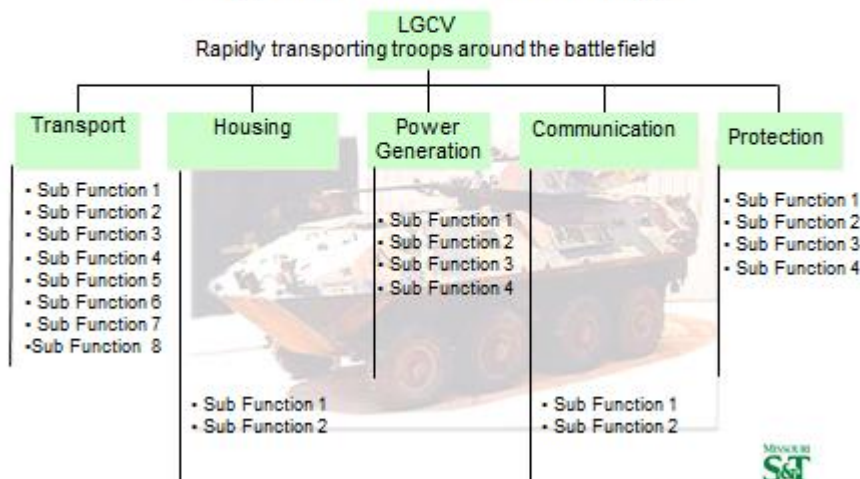 LGCV
Rapidly transporting troops around the battlefield
Transport
• Sub Function 1
• Sub Function 2
• Sub Function 3
• Sub Function 4
• Sub Function 5
• Sub Function 6
• Sub Function 7
•Sub Function 8
Housing
• Sub Function 1
• Sub Function 2
Power
Generation
• Sub Function 1
• Sub Function 2
• Sub Function 3
• Sub Function 4
Communication
• Sub Function 1
• Sub Function 2
Protection
• Sub Function 1
• Sub Function 2
• Sub Function 3
• Sub Function 4
MISSOURI
S&T